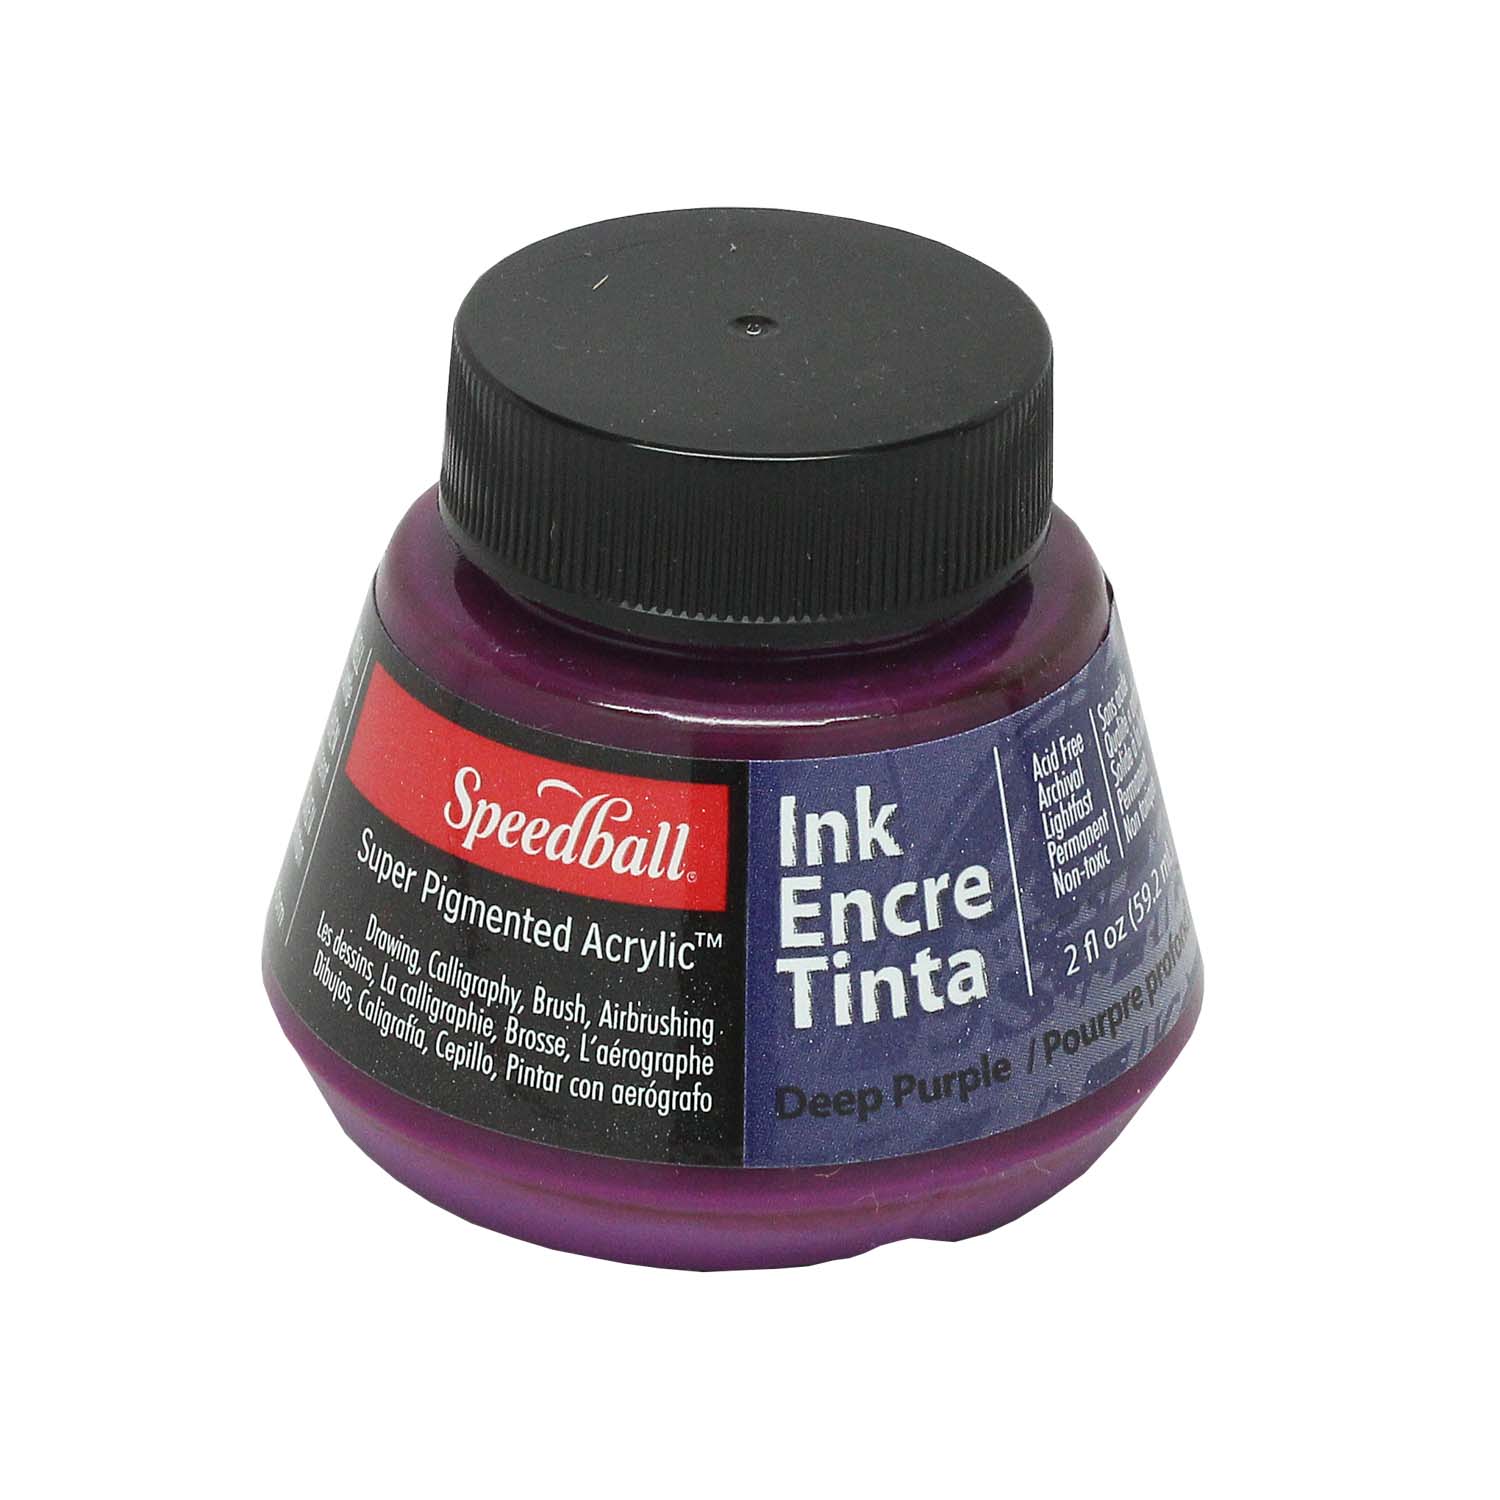 Speedball
Super Pigmented Acrylic™
Drawing, Calligraphy, Brush, Airbrushing
Les dessins, La calligraphie, Brosse, L'aérographe
Dibujos, Caligrafía, Cepillo, Pintar con aerógrafo
Ink
Encre
Tinta
Acid Free
Archival
Lightfast
Permanent
Non-toxic
Sans
2 fl oz (59.2 ml
Deep Purple / Pourpre